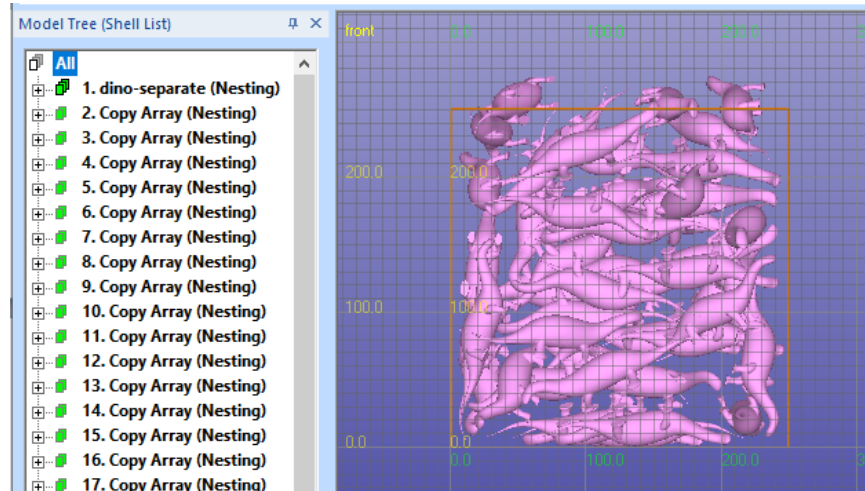 Model Tree (Shell List)
All
1. dino-separate (Nesting)
2. Copy Array (Nesting)
3. Copy Array (Nesting)
4. Copy Array (Nesting)
5. Copy Array (Nesting)
6. Copy Array (Nesting)
7. Copy Array (Nesting)
8. Copy Array (Nesting)
9. Copy Array (Nesting)
10. Copy Array (Nesting)
11. Copy Array (Nesting)
12. Copy Array (Nesting)
13. Copy Array (Nesting)
14. Copy Array (Nesting)
15. Copy Array (Nesting)
16. Copy Array (Nesting)
17. Copy Array (Nesting)
front
0.0 100.0 200.0
200.0 200.0
100.0 100.0
0.0 0.0
0.0 100.0 200.0